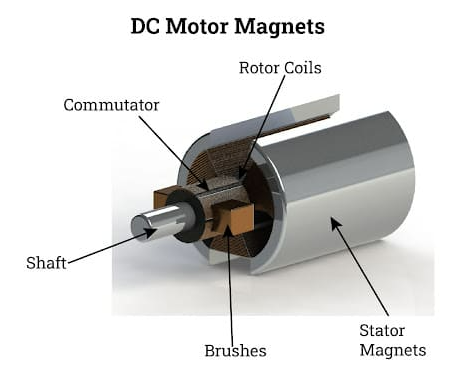 DC Motor Magnets
Rotor Coils
Commutator
Shaft
Brushes
Stator
Magnets